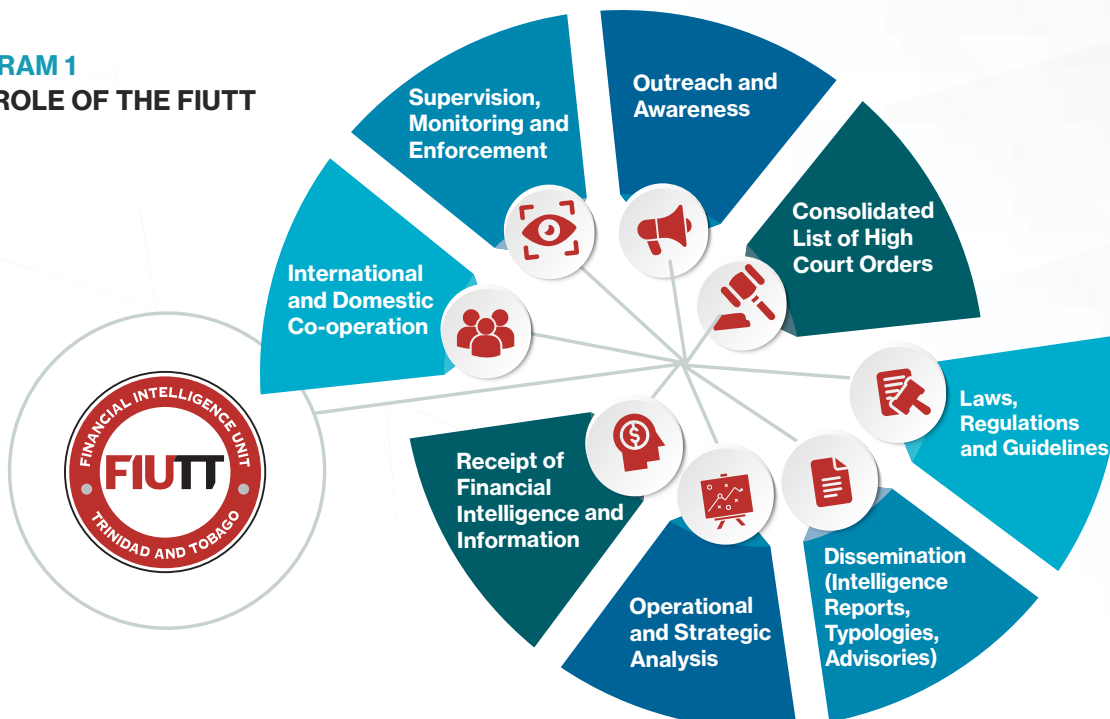 RAM 1
ROLE OF THE FIUTT
Supervision,
Monitoring and
Enforcement
Outreach and
Awareness
Consolidated
List of High
Court Orders
International
and Domestic
Co-operation
Laws,
Regulations
and Guidelines
FINANCIAL INTELLIGENCE UNIT
FIUTT
TRINIDAD AND TOBAGO
Receipt of
Financial
Intelligence and
Information
Operational
and Strategic
Analysis
Dissemination
(Intelligence
Reports,
Typologies,
Advisories)